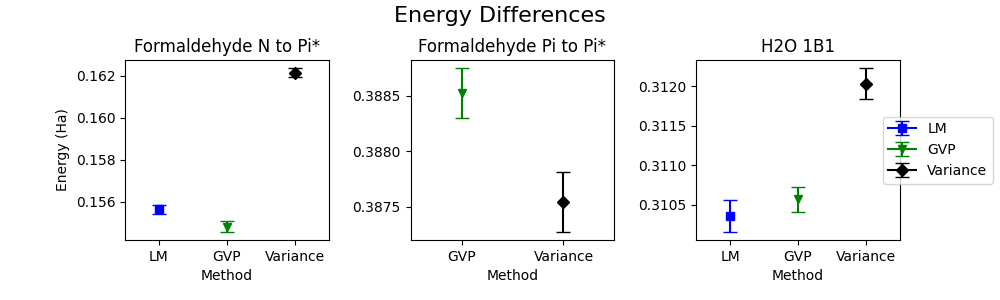 Energy Differences
Formaldehyde N to Pi*
Energy (Ha)
0.162
0.160
0.158
0.156
LM GVP Variance
Method
Formaldehyde Pi to Pi*
0.3885
0.3880
0.3875
GVP Variance
Method
H2O 1B1
0.3120
0.3115
0.3110
0.3105
LM GVP Variance
Method
LM
GVP
Variance